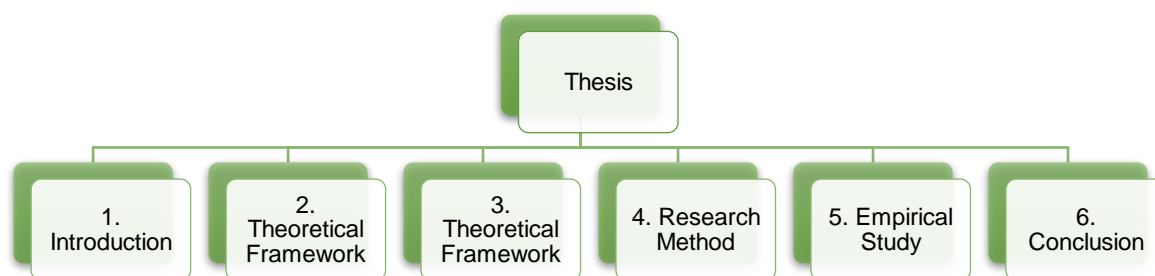 Thesis
1.
Introduction
2.
Theoretical
Framework
3.
Theoretical
Framework
4. Research
Method
5. Empirical
Study
6.
Conclusion